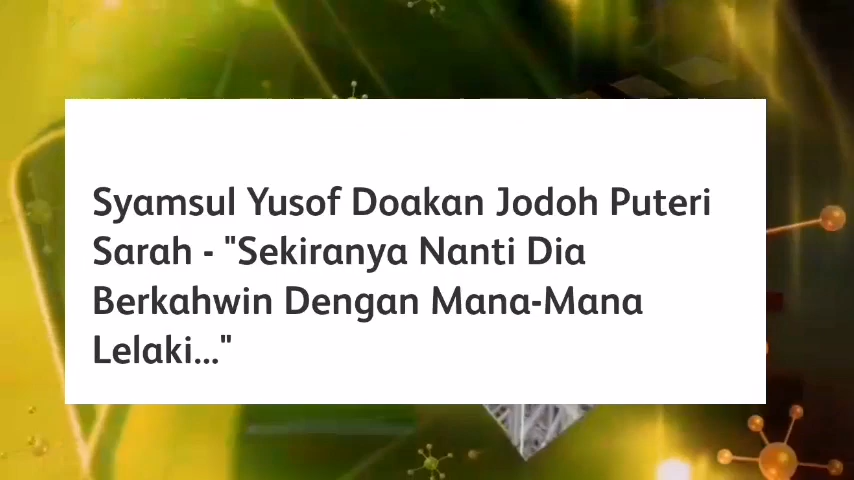 Syamsul Yusof Doakan Jodoh Puteri
Sarah - "Sekiranya Nanti Dia
Berkahwin Dengan Mana-Mana
Lelaki..."